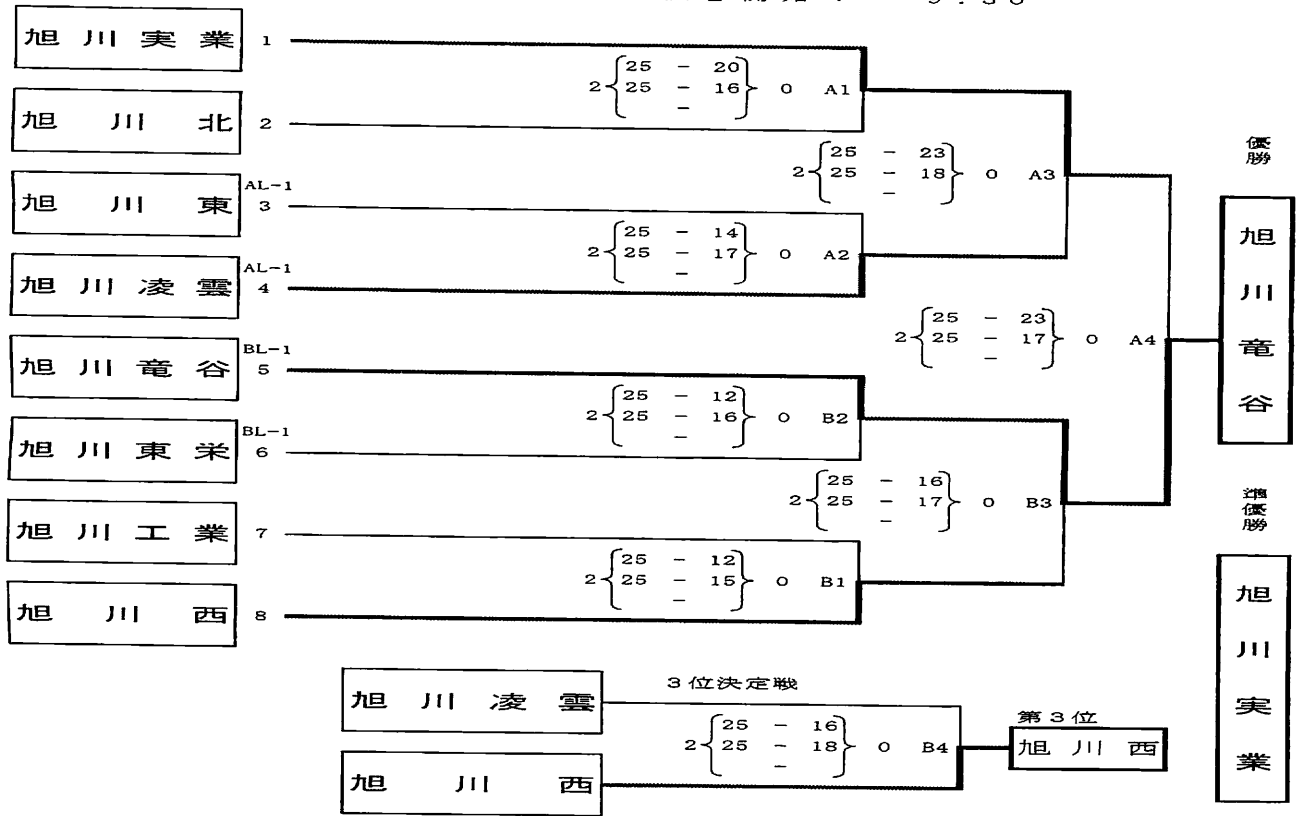 9:30
旭川実業 1
2 25 - 20 0 A1
25 - 16
-
旭川北 2
2 25 - 23 0 A3
25 - 18
-
優勝
旭川竜谷
AL-1
旭川東 3
2 25 - 14 0 A2
25 - 17
-
AL-1
旭川凌雲 4
2 25 - 23 0 A4
25 - 17
-
BL-1
旭川竜谷 5
2 25 - 12 0 B2
25 - 16
-
BL-1
旭川東栄 6
2 25 - 16 0 B3
25 - 17
-
準優勝
旭川実業
旭川工業 7
2 25 - 12 0 B1
25 - 15
-
旭川西 8
3位決定戦
旭川凌雲
2 25 - 16 0 B4
25 - 18
-
旭川西
第3位
旭川西